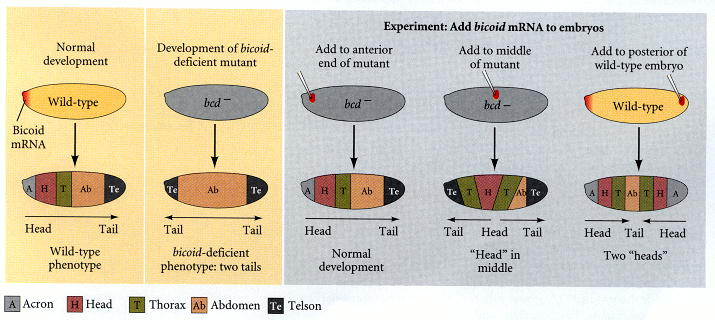 Experiment: Add bicoid mRNA to embryos
Normal
development
Wild-type
Bicoid
mRNA
A H T Ab Te
Head Tail
Wild-type
phenotype
Development of bicoid-
deficient mutant
bcd –
Te Ab Te
Tail Tail
bicoid-deficient
phenotype: two tails
Add to anterior
end of mutant
bcd –
A H T Ab Te
Head Tail
Normal
development
Add to middle
of mutant
bcd –
Te T H T Ab Te
Tail Head Tail
"Head" in
middle
Add to posterior of
wild-type embryo
Wild-type
A H T Ab T H A
Head Tail Head
Two "heads"
A Acron H Head T Thorax Ab Abdomen Te Telson